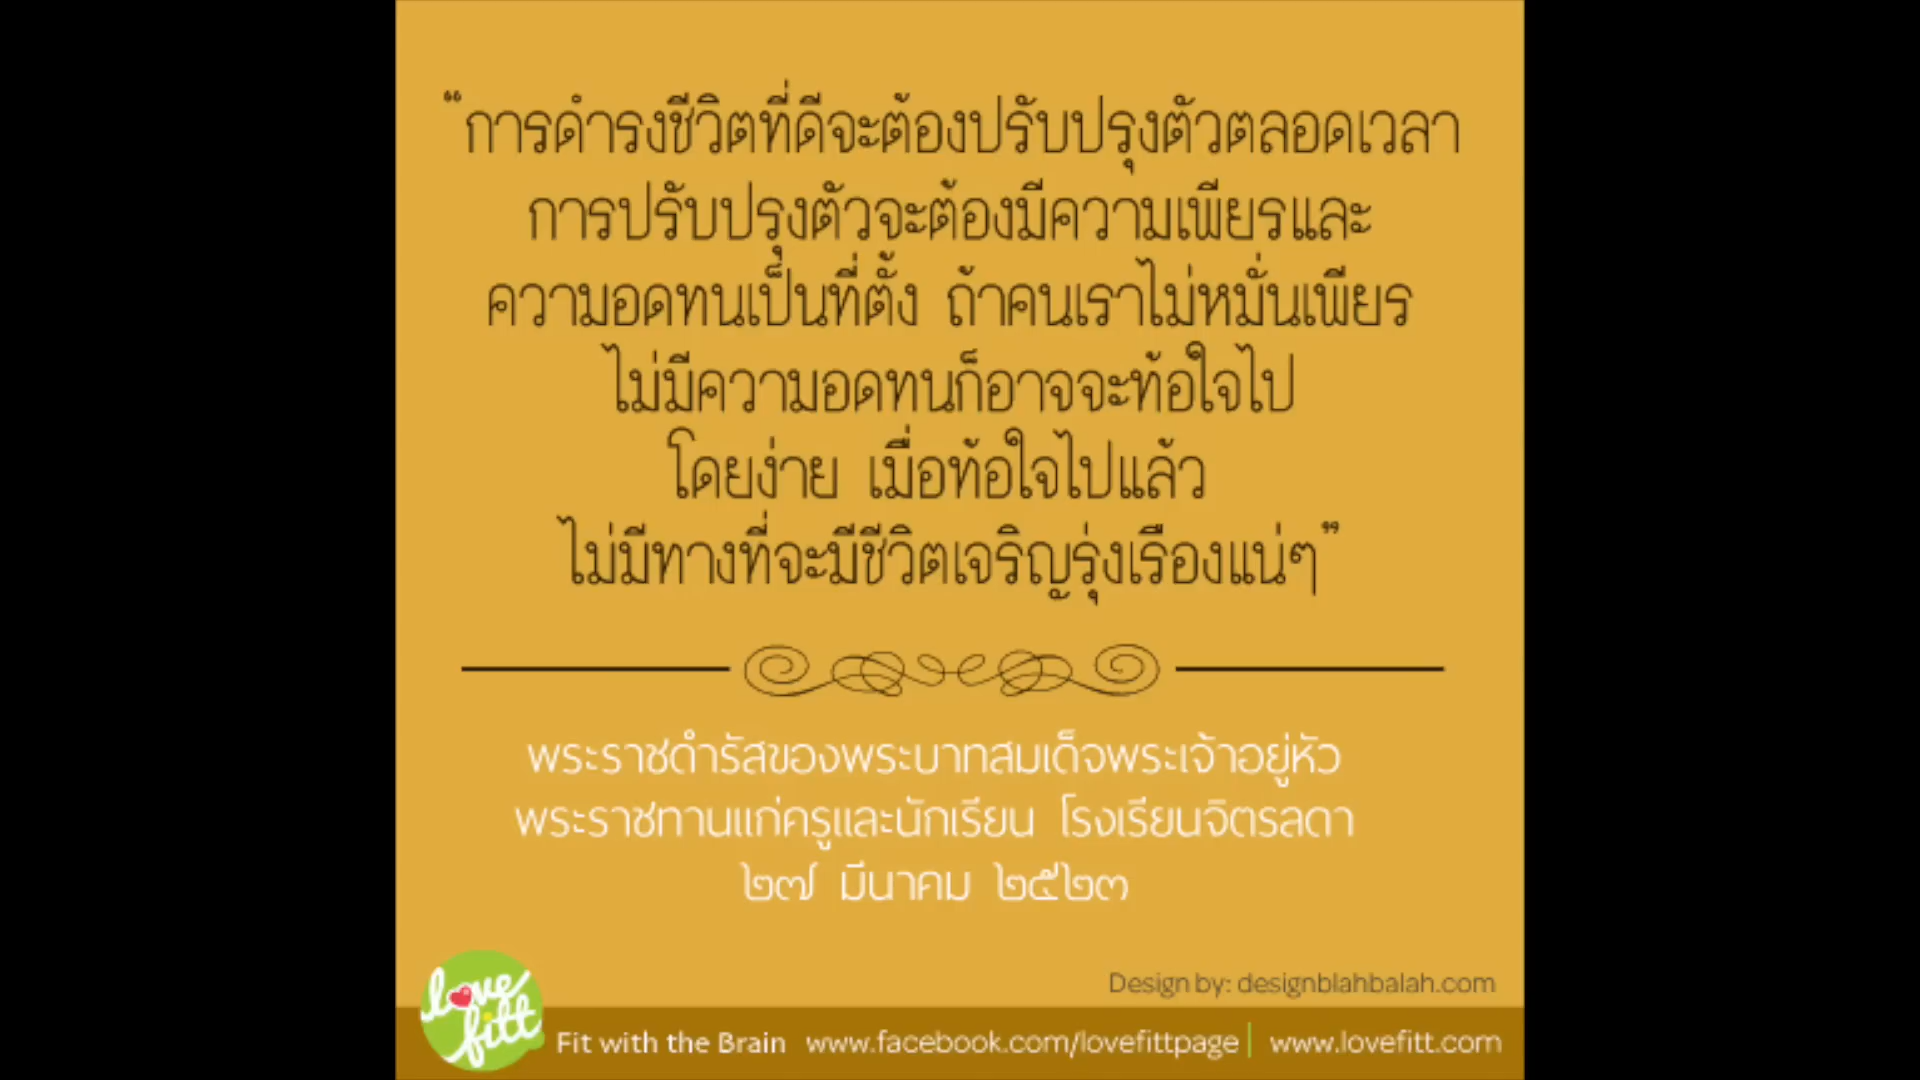 “การดำรงชีวิตที่ดีจะต้องปรับปรุงตัวตลอดเวลา
การปรับปรุงตัวจะต้องมีความเพียรและ
ความอดทนเป็นที่ตั้ง ถ้าคนเราไม่หมั่นเพียร
ไม่มีความอดทนก็อาจจะท้อใจไป
โดยง่าย เมื่อท้อใจไปแล้ว
ไม่มีทางที่จะมีชีวิตเจริญรุ่งเรืองแน่ๆ”
พระราชดำรัสของพระบาทสมเด็จพระเจ้าอยู่หัว
พระราชทานแก่ครูและนักเรียน โรงเรียนจิตรลดา
๒๗ มีนาคม ๒๕๒๓
Design by: designblahbalah.com
love
fitt
Fit with the Brain www.facebook.com/lovefittpage | www.lovefitt.com